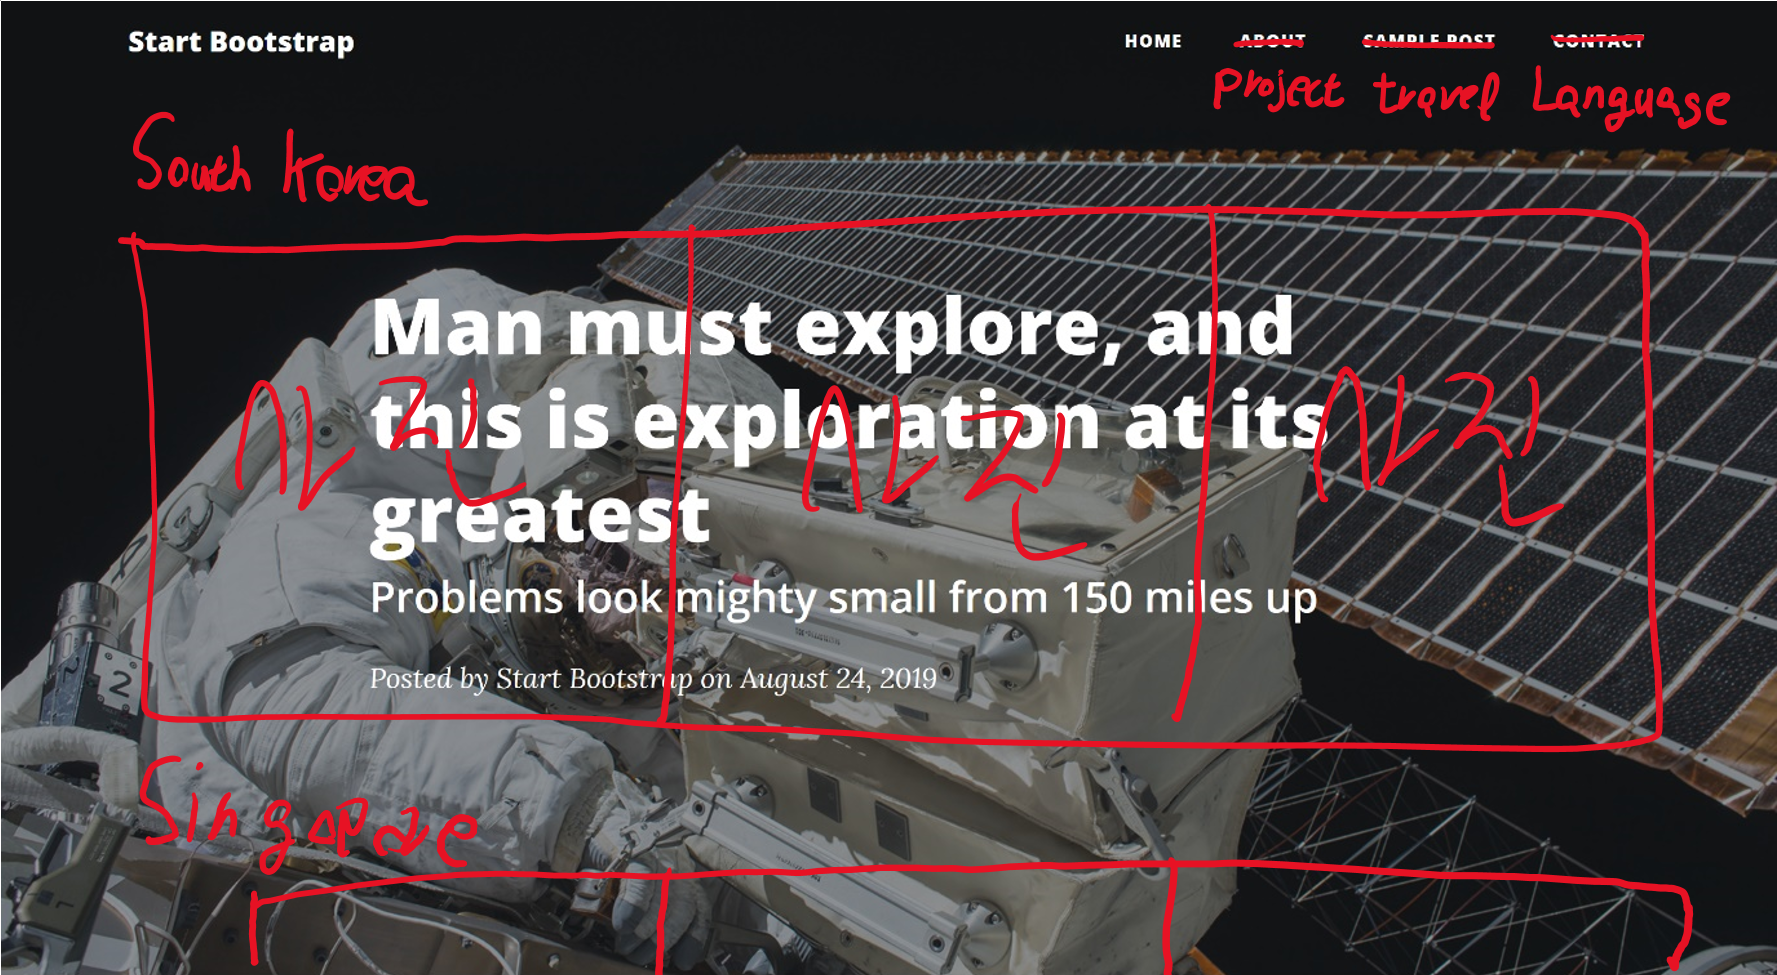 Start Bootstrap HOME ABOUT SAMPLE POST CONTACT
Project travel Language
South Korea
Man must explore, and
this is exploration at its
greatest
사진 사진 사진
Problems look mighty small from 150 miles up
Posted by Start Bootstrap on August 24, 2019
2
Singapore